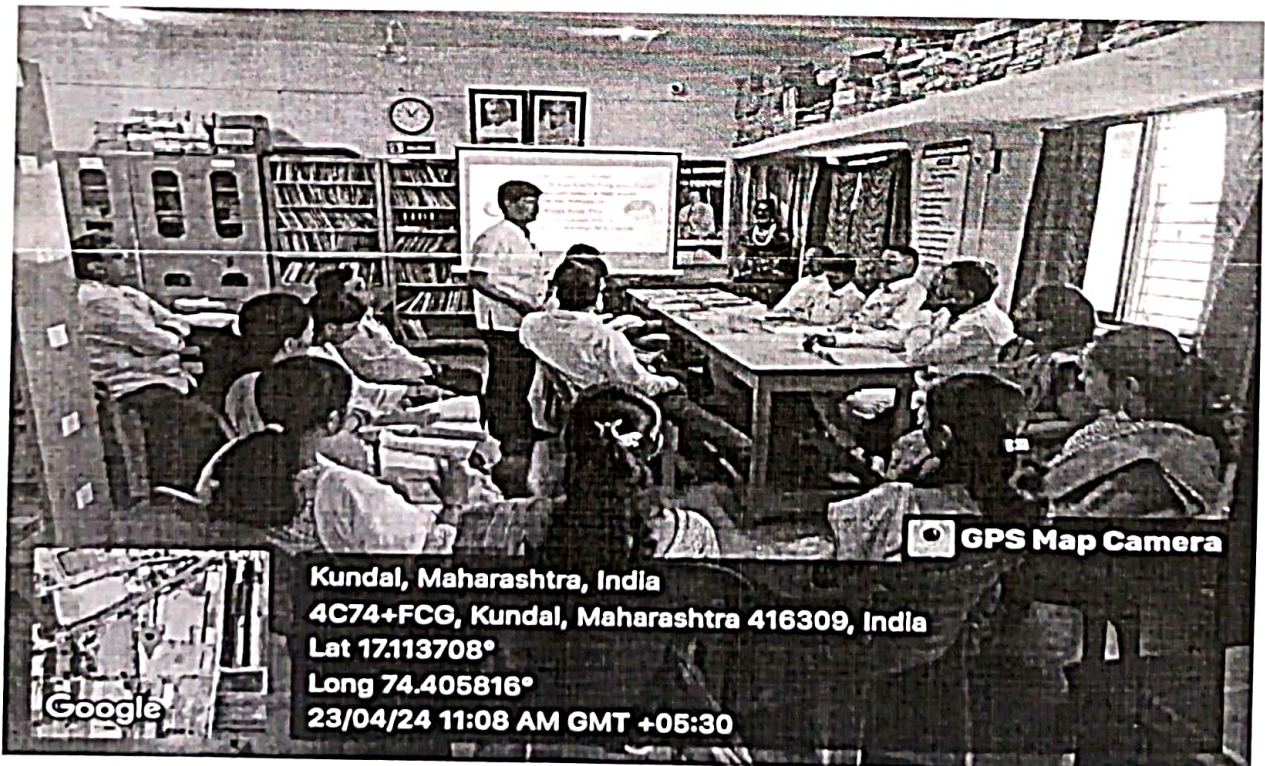 GPS Map Camera
Kundal, Maharashtra, India
4C74+FCG, Kundal, Maharashtra 416309, India
Lat 17.113708°
Long 74.405816°
23/04/24 11:08 AM GMT +05:30
Google